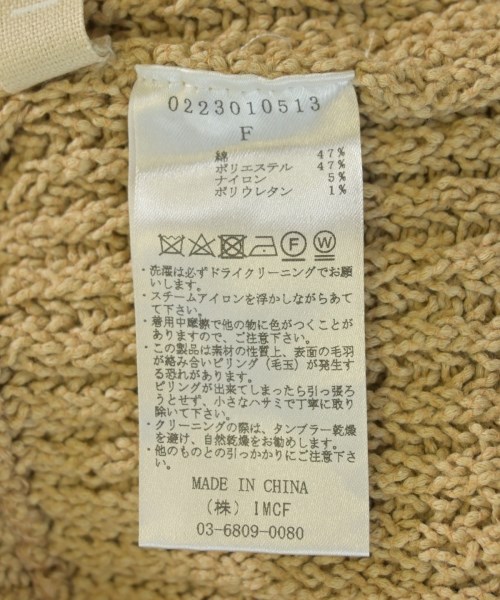 0223010513
F
綿 47%
ポリエステル 47%
ナイロン 5%
ポリウレタン 1%
F W
・洗濯は必ずドライクリーニングでお願
いします。
・スチームアイロンを浮かしながらあて
て下さい。
・着用中摩擦で他の物に色がつくことが
ありますので、ご注意下さい。
・この製品は素材の性質上、表面の毛羽
が絡み合いピリング（毛玉）が発生す
る恐れがあります。
ピリングが出来てしまったら引っ張ろ
うとせず、小さなハサミで丁寧に取り
除いて下さい。
・クリーニングの際は、タンブラー乾燥
を避け、自然乾燥をお勧めします。
・他のものとの引っかかりにご注意下さ
い。
MADE IN CHINA
（株）IMCF
03-6809-0080